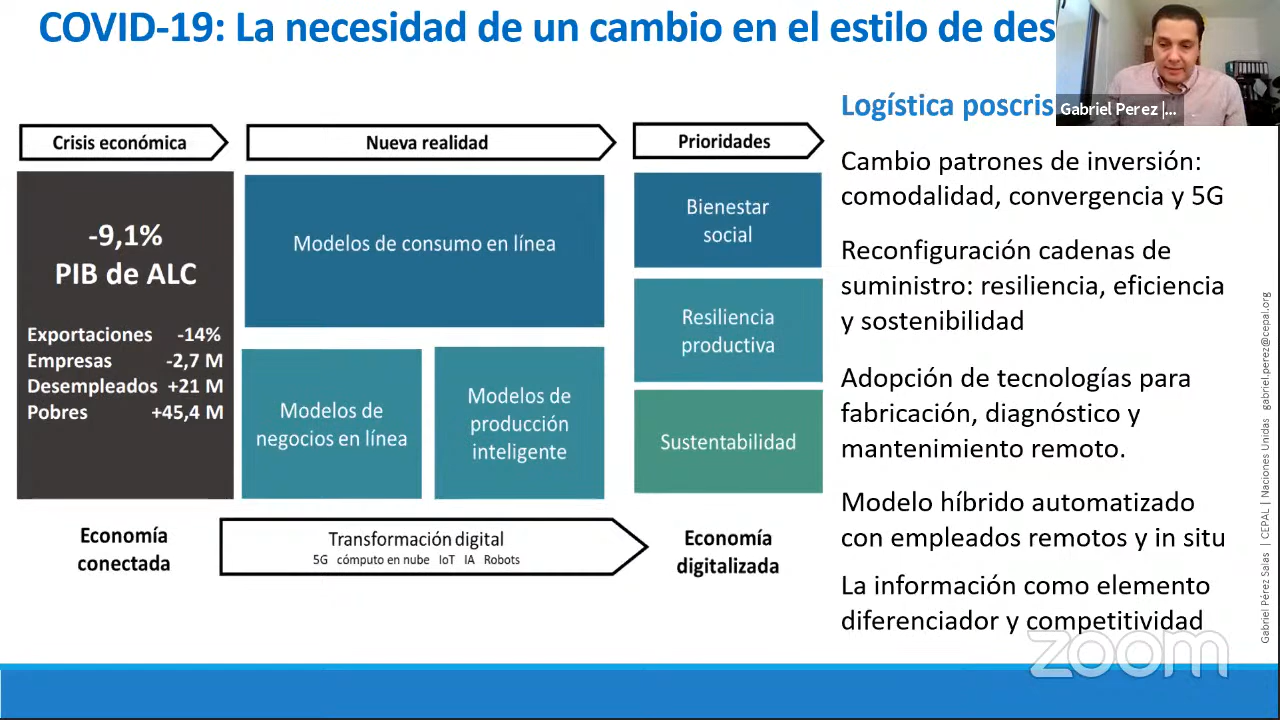 COVID-19: La necesidad de un cambio en el estilo de des
Gabriel Perez |...
Logística poscris
Crisis económica
Nueva realidad
Prioridades
-9,1%
PIB de ALC
Exportaciones -14%
Empresas -2,7 M
Desempleados +21 M
Pobres +45,4 M
Modelos de consumo en línea
Modelos de
negocios en línea
Modelos de
producción
inteligente
Bienestar
social
Resiliencia
productiva
Sustentabilidad
Economía
conectada
Transformación digital
5G cómputo en nube IoT IA Robots
Economía
digitalizada
Cambio patrones de inversión:
comodalidad, convergencia y 5G
Reconfiguración cadenas de
suministro: resiliencia, eficiencia
y sostenibilidad
Adopción de tecnologías para
fabricación, diagnóstico y
mantenimiento remoto.
Modelo híbrido automatizado
con empleados remotos y in situ
La información como elemento
diferenciador y competitividad
Gabriel Pérez Salas | CEPAL | Naciones Unidas gabriel.perez@cepal.org
zoom